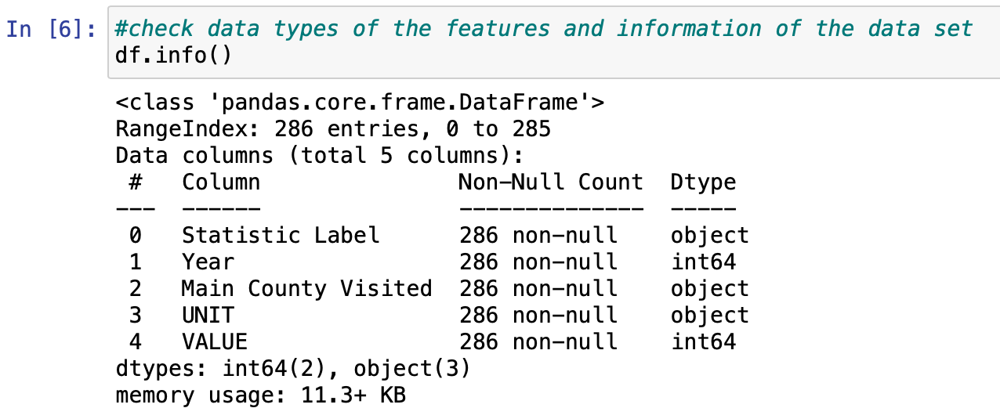 In [6]: #check data types of the features and information of the data set
df.info()
<class 'pandas.core.frame.DataFrame'>
RangeIndex: 286 entries, 0 to 285
Data columns (total 5 columns):
 #   Column               Non-Null Count  Dtype
---  ------               --------------  -----
 0   Statistic Label      286 non-null    object
 1   Year                 286 non-null    int64
 2   Main County Visited  286 non-null    object
 3   UNIT                 286 non-null    object
 4   VALUE                286 non-null    int64
dtypes: int64(2), object(3)
memory usage: 11.3+ KB